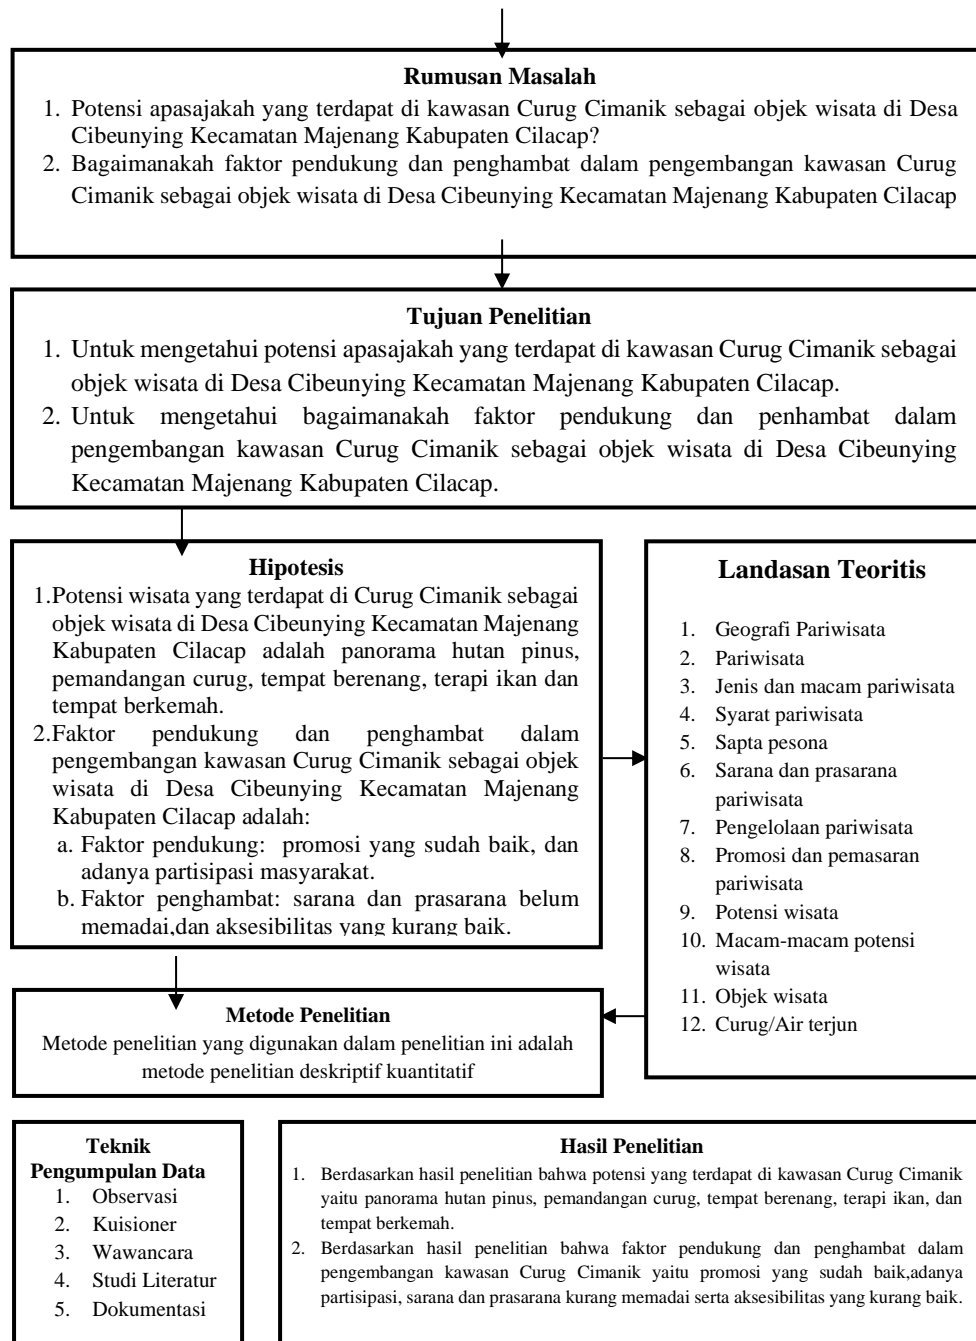 Rumusan Masalah
1. Potensi apasajakah yang terdapat di kawasan Curug Cimanik sebagai objek wisata di Desa
Cibeunying Kecamatan Majenang Kabupaten Cilacap?
2. Bagaimanakah faktor pendukung dan penghambat dalam pengembangan kawasan Curug
Cimanik sebagai objek wisata di Desa Cibeunying Kecamatan Majenang Kabupaten Cilacap
Tujuan Penelitian
1. Untuk mengetahui potensi apasajakah yang terdapat di kawasan Curug Cimanik sebagai
objek wisata di Desa Cibeunying Kecamatan Majenang Kabupaten Cilacap.
2. Untuk mengetahui bagaimanakah faktor pendukung dan penhambat dalam
pengembangan kawasan Curug Cimanik sebagai objek wisata di Desa Cibeunying
Kecamatan Majenang Kabupaten Cilacap.
Hipotesis
1.Potensi wisata yang terdapat di Curug Cimanik sebagai
objek wisata di Desa Cibeunying Kecamatan Majenang
Kabupaten Cilacap adalah panorama hutan pinus,
pemandangan curug, tempat berenang, terapi ikan dan
tempat berkemah.
2.Faktor pendukung dan penghambat dalam
pengembangan kawasan Curug Cimanik sebagai objek
wisata di Desa Cibeunying Kecamatan Majenang
Kabupaten Cilacap adalah:
a. Faktor pendukung: promosi yang sudah baik, dan
adanya partisipasi masyarakat.
b. Faktor penghambat: sarana dan prasarana belum
memadai,dan aksesibilitas yang kurang baik.
Landasan Teoritis
1. Geografi Pariwisata
2. Pariwisata
3. Jenis dan macam pariwisata
4. Syarat pariwisata
5. Sapta pesona
6. Sarana dan prasarana
pariwisata
7. Pengelolaan pariwisata
8. Promosi dan pemasaran
pariwisata
9. Potensi wisata
10. Macam-macam potensi
wisata
11. Objek wisata
12. Curug/Air terjun
Metode Penelitian
Metode penelitian yang digunakan dalam penelitian ini adalah
metode penelitian deskriptif kuantitatif
Teknik
Pengumpulan Data
1. Observasi
2. Kuisioner
3. Wawancara
4. Studi Literatur
5. Dokumentasi
Hasil Penelitian
1. Berdasarkan hasil penelitian bahwa potensi yang terdapat di kawasan Curug Cimanik
yaitu panorama hutan pinus, pemandangan curug, tempat berenang, terapi ikan, dan
tempat berkemah.
2. Berdasarkan hasil penelitian bahwa faktor pendukung dan penghambat dalam
pengembangan kawasan Curug Cimanik yaitu promosi yang sudah baik,adanya
partisipasi, sarana dan prasarana kurang memadai serta aksesibilitas yang kurang baik.